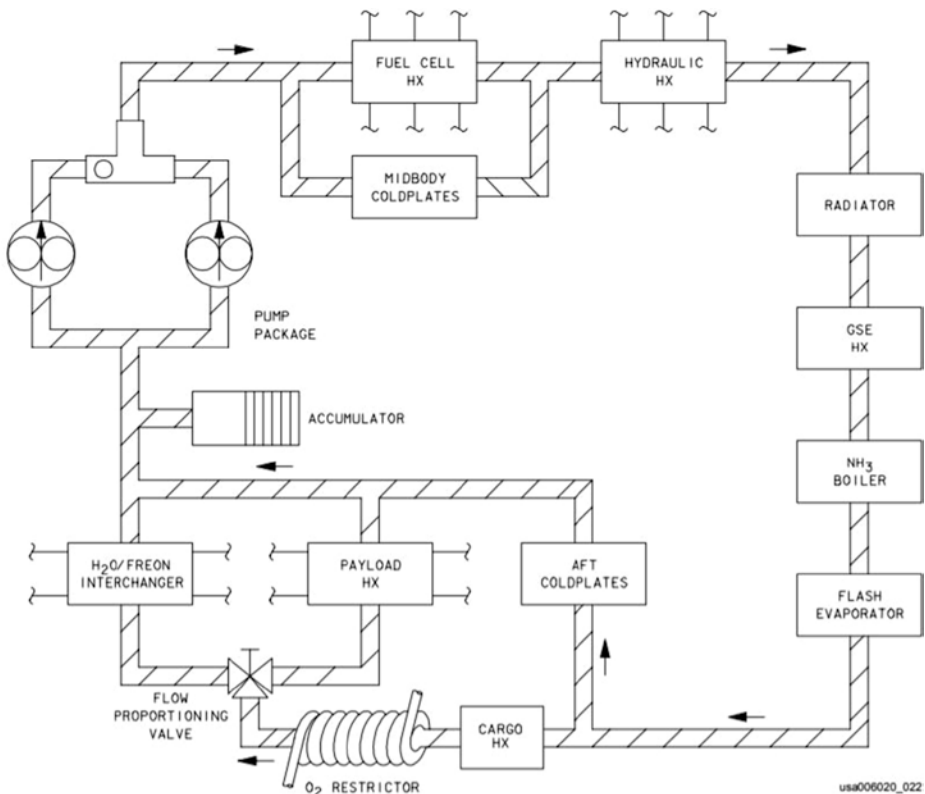 FUEL CELL
HX
HYDRAULIC
HX
MIDBODY
COLDPLATES
RADIATOR
PUMP
PACKAGE
GSE
HX
ACCUMULATOR
NH₃
BOILER
H₂O/FREON
INTERCHANGER
PAYLOAD
HX
AFT
COLDPLATES
FLASH
EVAPORATOR
FLOW
PROPORTIONING
VALVE
CARGO
HX
O₂ RESTRICTOR
usa006020_022